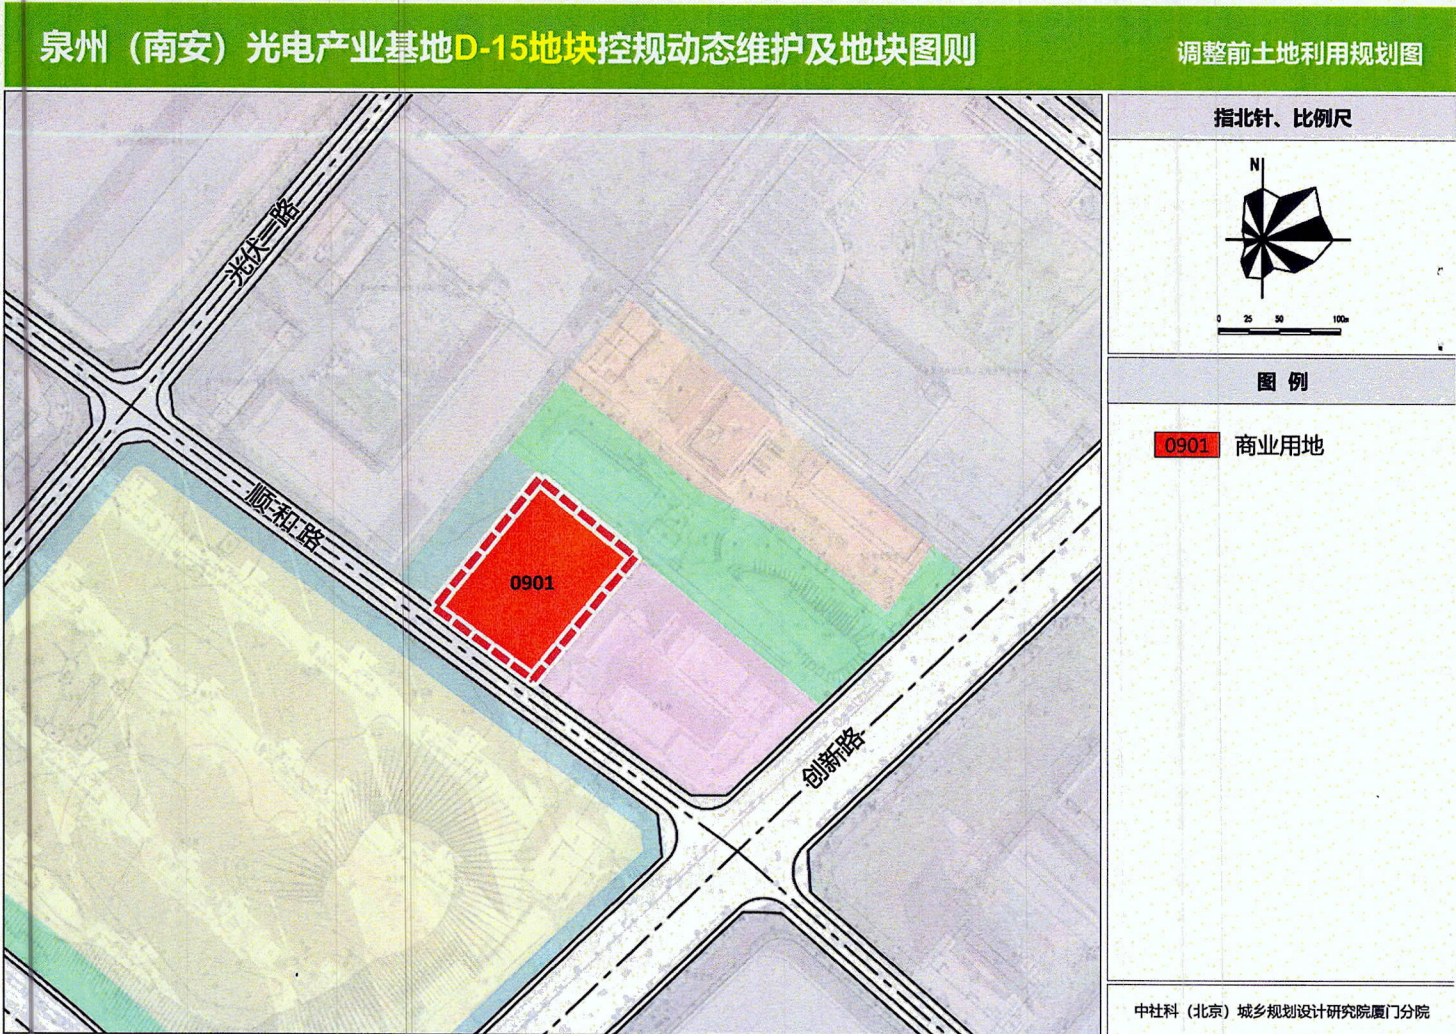 泉州（南安）光电产业基地D-15地块控规动态维护及地块图则
调整前土地利用规划图
指北针、比例尺
N
0 25 50 100m
图 例
0901 商业用地
光伏一路
顺和路
0901
创新路
中社科（北京）城乡规划设计研究院厦门分院